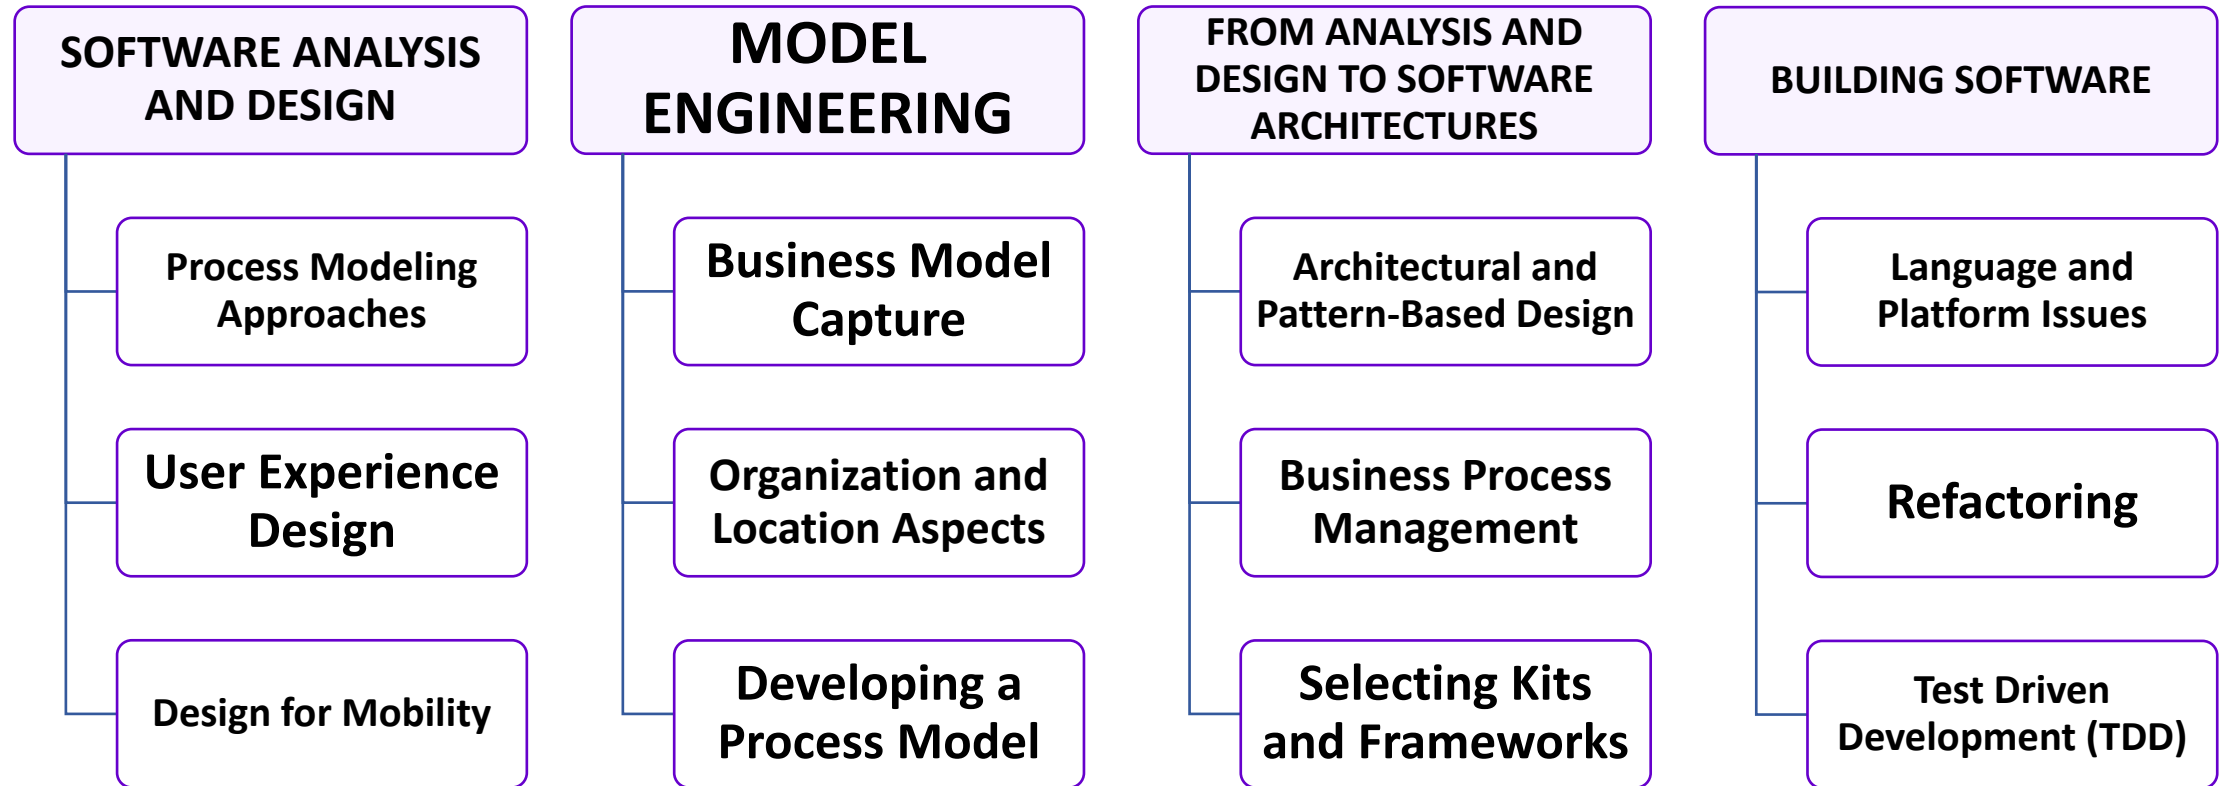 SOFTWARE ANALYSIS
AND DESIGN
Process Modeling
Approaches
User Experience
Design
Design for Mobility
MODEL
ENGINEERING
Business Model
Capture
Organization and
Location Aspects
Developing a
Process Model
FROM ANALYSIS AND
DESIGN TO SOFTWARE
ARCHITECTURES
Architectural and
Pattern-Based Design
Business Process
Management
Selecting Kits
and Frameworks
BUILDING SOFTWARE
Language and
Platform Issues
Refactoring
Test Driven
Development (TDD)